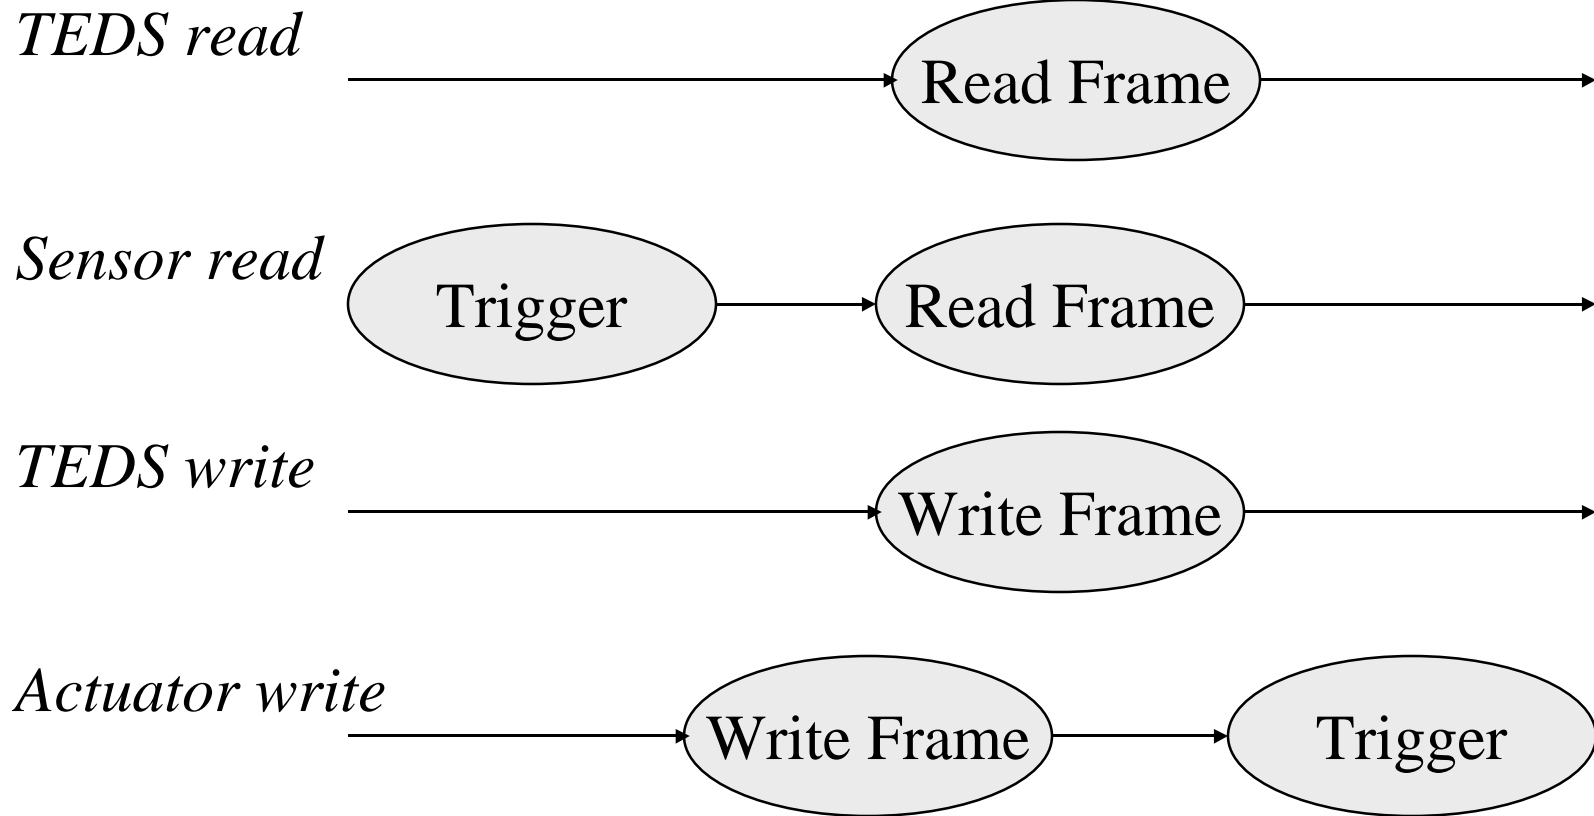 TEDS read
Read Frame
Sensor read
Trigger
Read Frame
TEDS write
Write Frame
Actuator write
Write Frame
Trigger